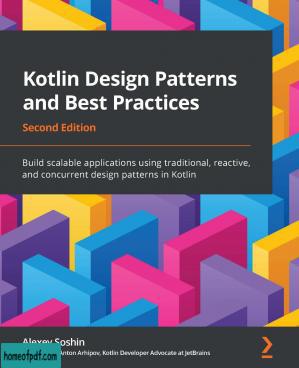 Kotlin Design Patterns
and Best Practices
Second Edition
Build scalable applications using traditional, reactive,
and concurrent design patterns in Kotlin
Alexey Soshin
Anton Arhipov, Kotlin Developer Advocate at JetBrains
homeofpdf.com